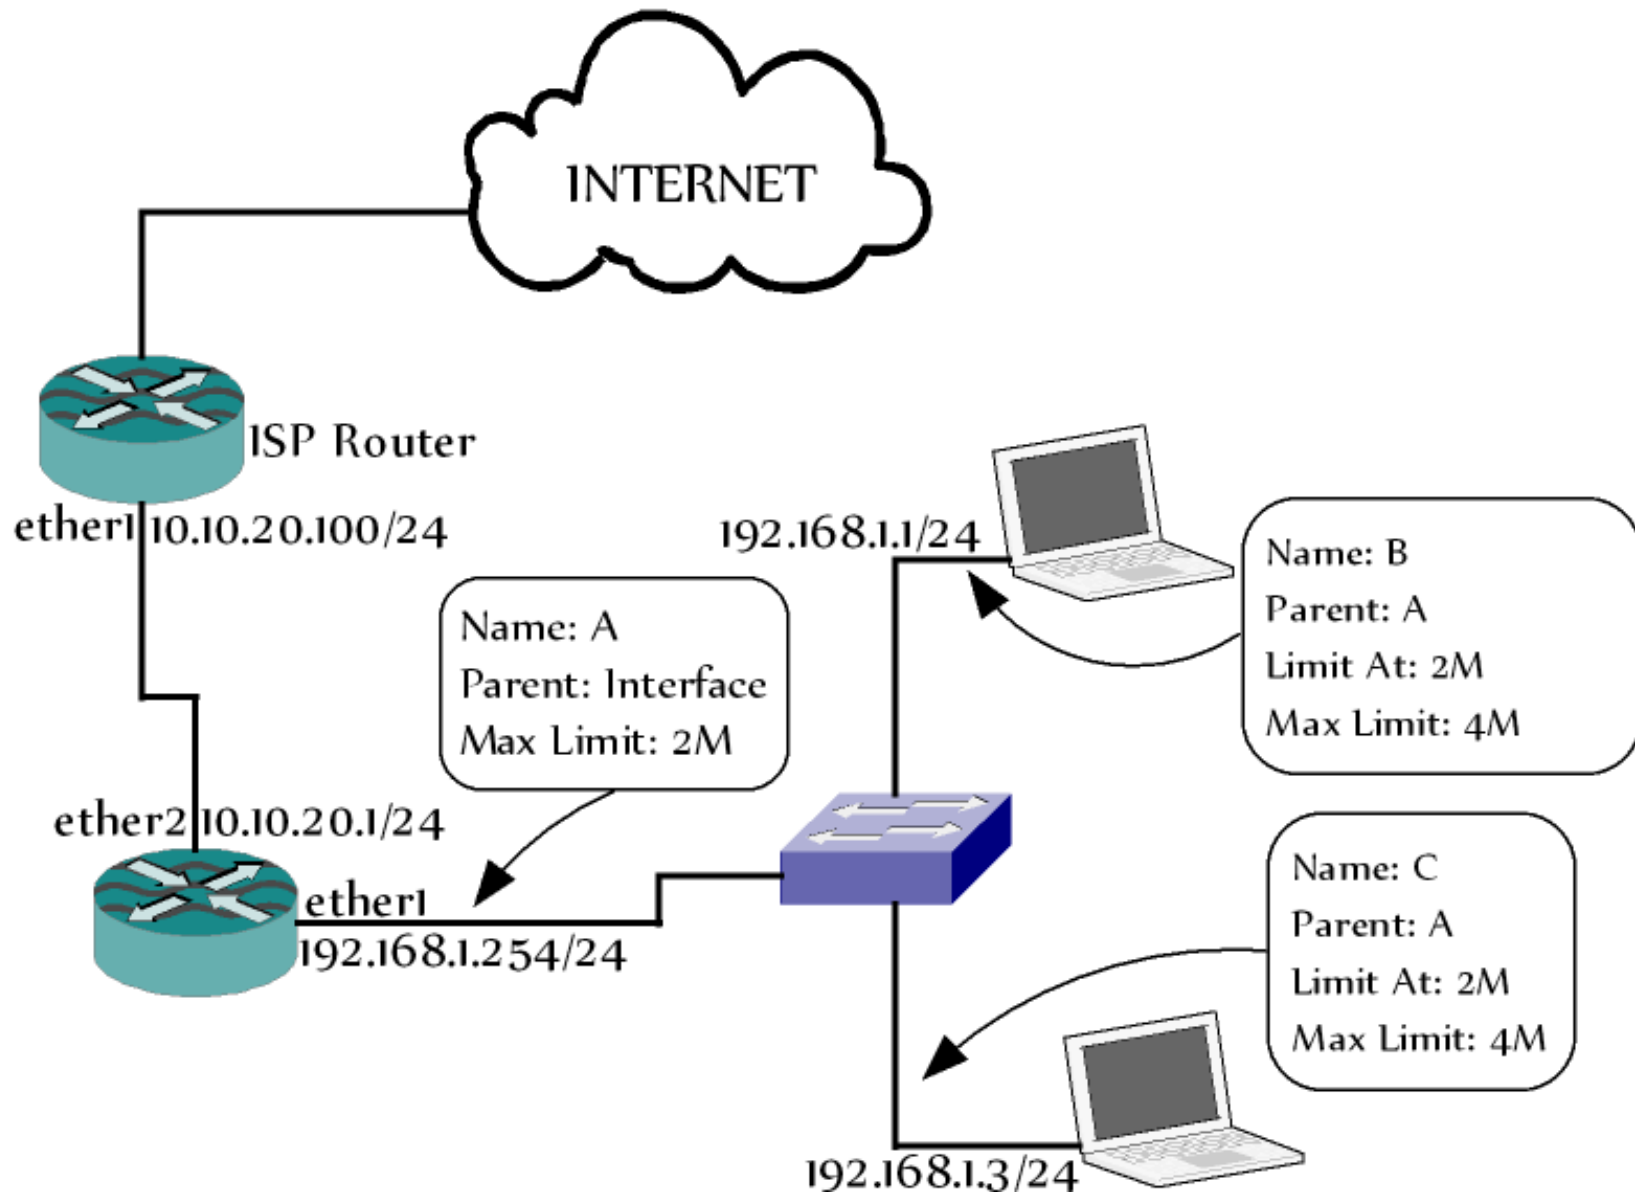 INTERNET
ISP Router
ether1 10.10.20.100/24
192.168.1.1/24
Name: B
Parent: A
Limit At: 2M
Max Limit: 4M
Name: A
Parent: Interface
Max Limit: 2M
ether2 10.10.20.1/24
ether1
192.168.1.254/24
Name: C
Parent: A
Limit At: 2M
Max Limit: 4M
192.168.1.3/24